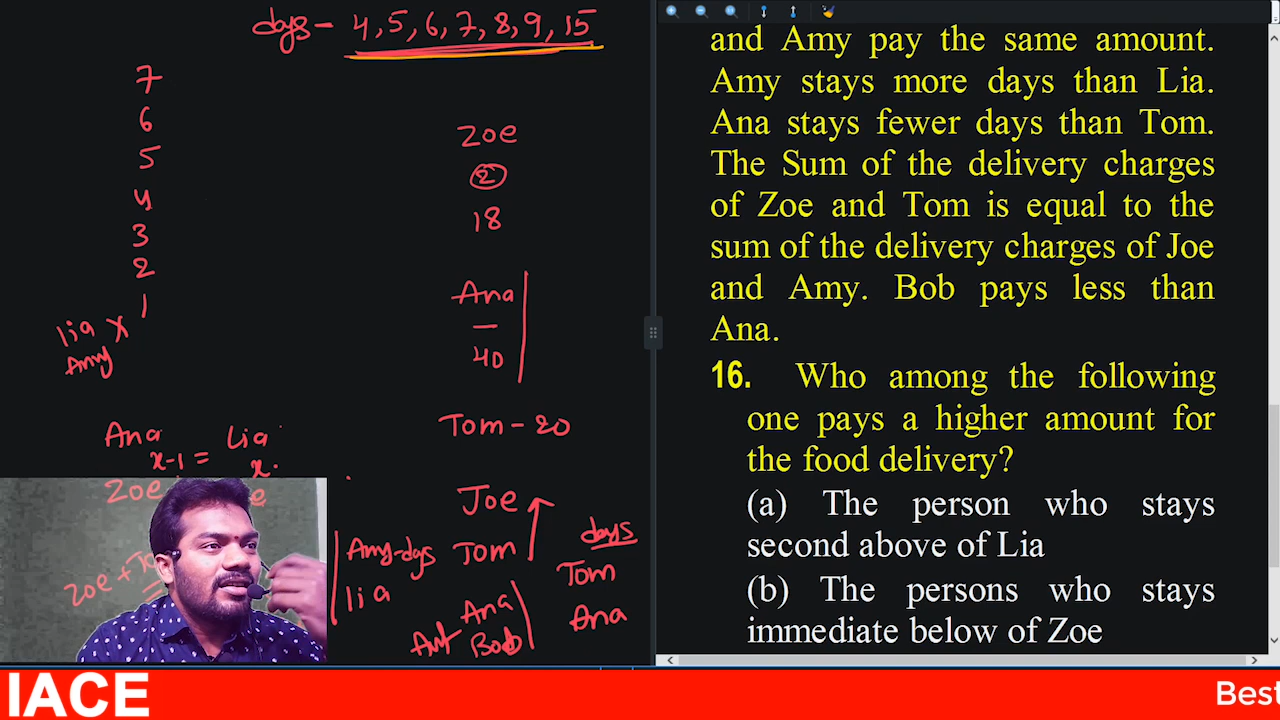 days - 4, 5, 6, 7, 8, 9, 15
7
6
5
4
3
2
1
lia x
Amy
Zoe
2
18
Ana
-
40
Tom - 20
Ana Lia
x-1 = x
Zoe
Zoe + To
Joe
Tom
Amy-days
lia
Ana
Amt Bob
days
Tom
Ana
and Amy pay the same amount.
Amy stays more days than Lia.
Ana stays fewer days than Tom.
The Sum of the delivery charges
of Zoe and Tom is equal to the
sum of the delivery charges of Joe
and Amy. Bob pays less than
Ana.
16. Who among the following
one pays a higher amount for
the food delivery?
(a) The person who stays
second above of Lia
(b) The persons who stays
immediate below of Zoe
IACE
Best